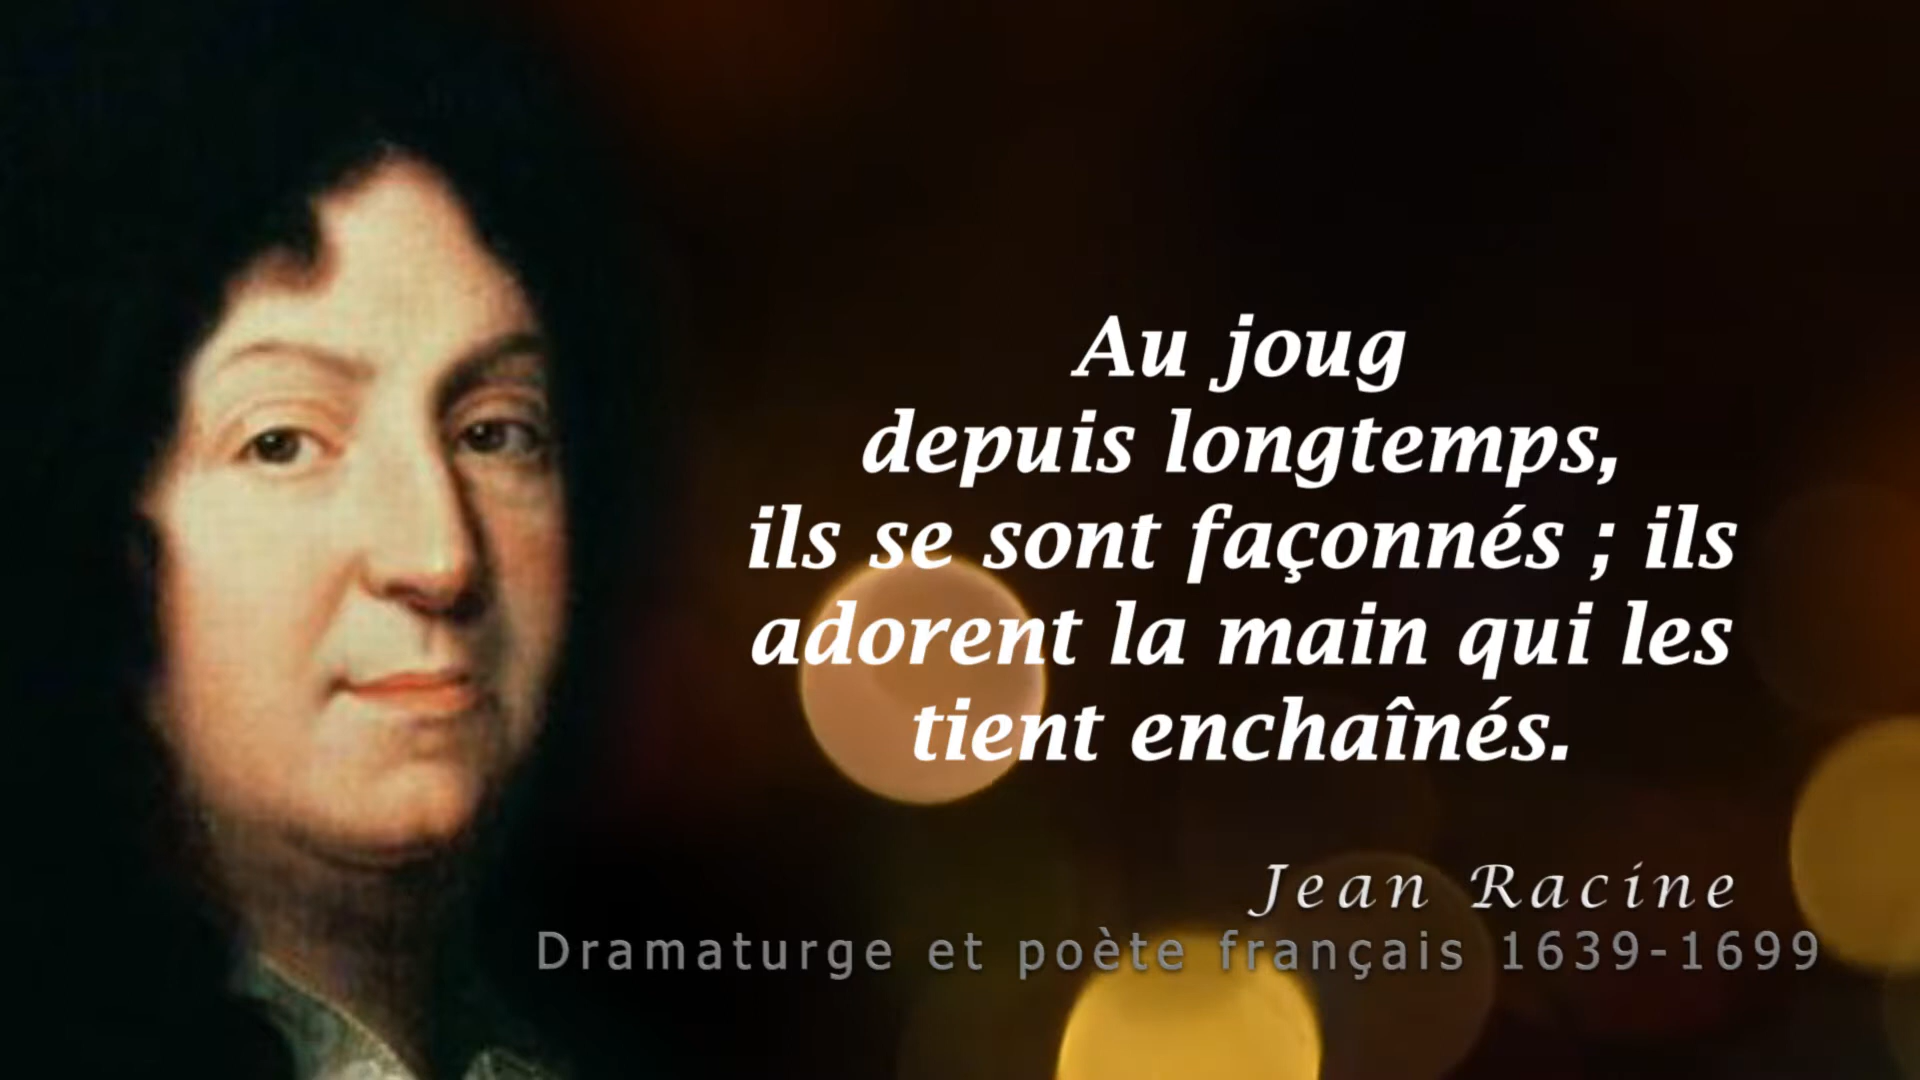 Au joug
depuis longtemps,
ils se sont façonnés ; ils
adorent la main qui les
tient enchaînés.
Jean Racine
Dramaturge et poète français 1639-1699